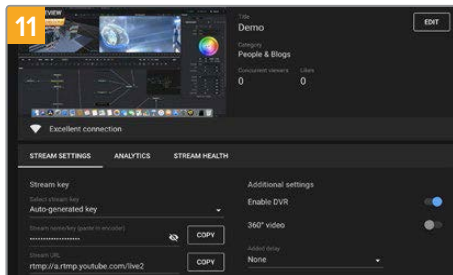 11
PREVIEW
Title
Demo
EDIT
Category
People & Blogs
Concurrent viewers Likes
0 0
Excellent connection
STREAM SETTINGS ANALYTICS STREAM HEALTH
Stream key
Additional settings
Select stream key
Auto-generated key
Enable DVR
Stream name/key (paste in encoder)
COPY
360° video
Stream URL
rtmp://a.rtmp.youtube.com/live2
COPY
Added delay
None